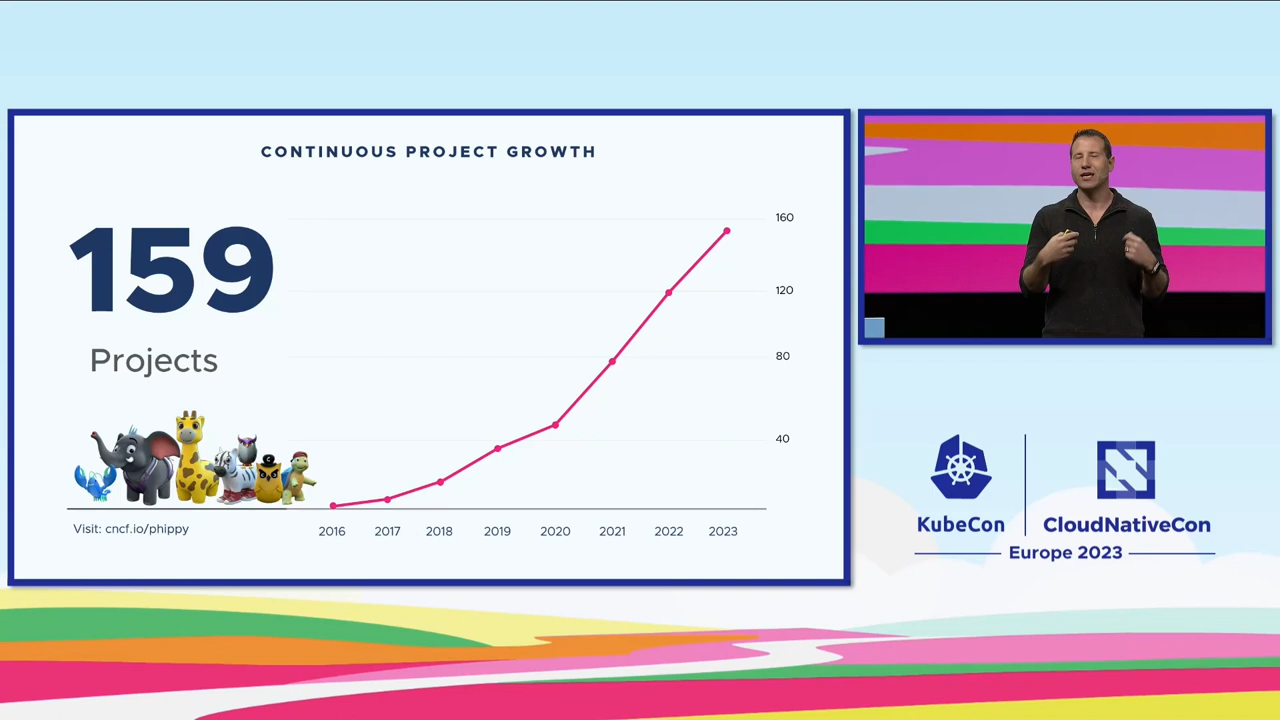 CONTINUOUS PROJECT GROWTH
159
Projects
160
120
80
40
2016 2017 2018 2019 2020 2021 2022 2023
Visit: cncf.io/phippy
KubeCon CloudNativeCon
Europe 2023